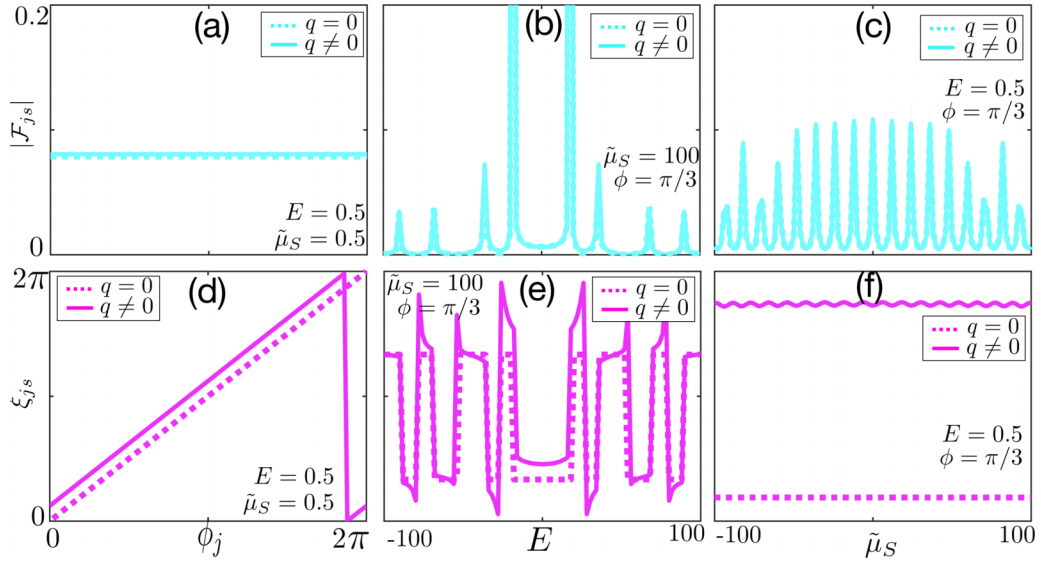 0.2
(a)
q = 0
q ≠ 0
|ℱ_{js}|
E = 0.5
μ̃_S = 0.5
0
(b)
q = 0
q ≠ 0
μ̃_S = 100
ϕ = π/3
(c)
q = 0
q ≠ 0
E = 0.5
ϕ = π/3
2π
(d)
q = 0
q ≠ 0
ξ_{js}
E = 0.5
μ̃_S = 0.5
0
0
ϕ_j
2π
μ̃_S = 100
ϕ = π/3
(e)
q = 0
q ≠ 0
-100
E
100
(f)
q = 0
q ≠ 0
E = 0.5
ϕ = π/3
-100
μ̃_S
100